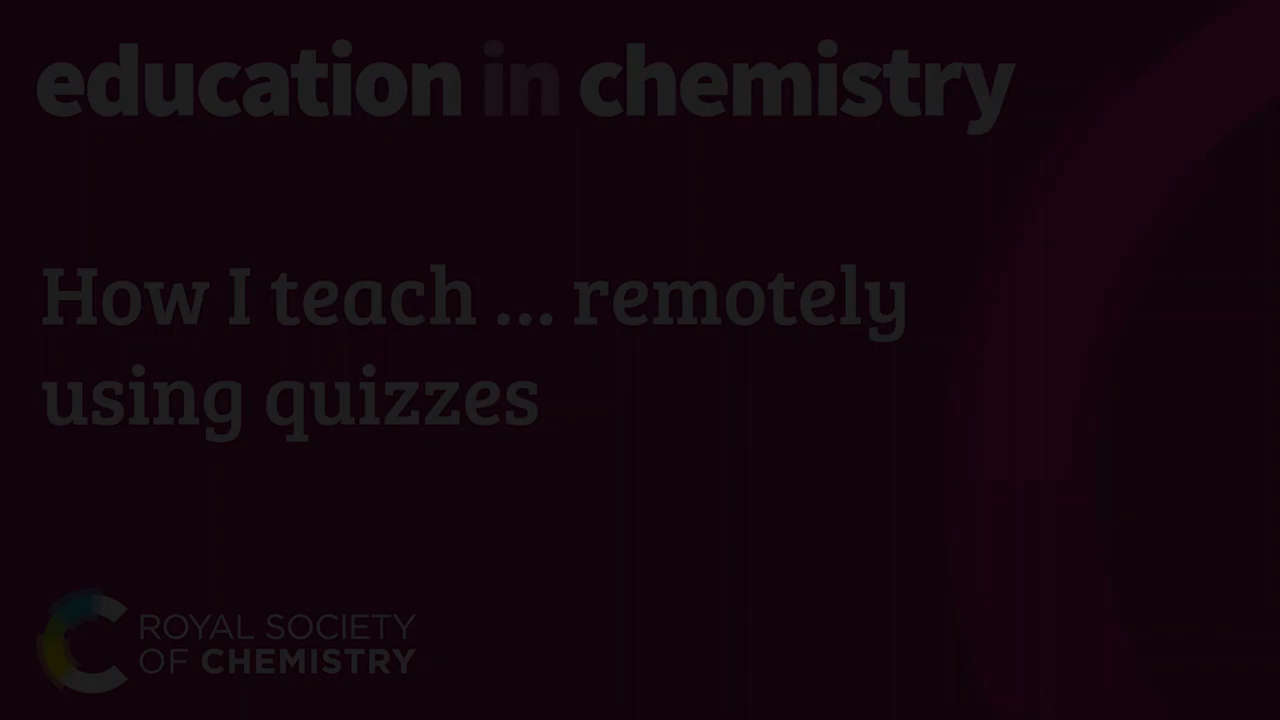 education in chemistry
How I teach ... remotely
using quizzes
ROYAL SOCIETY
OF CHEMISTRY